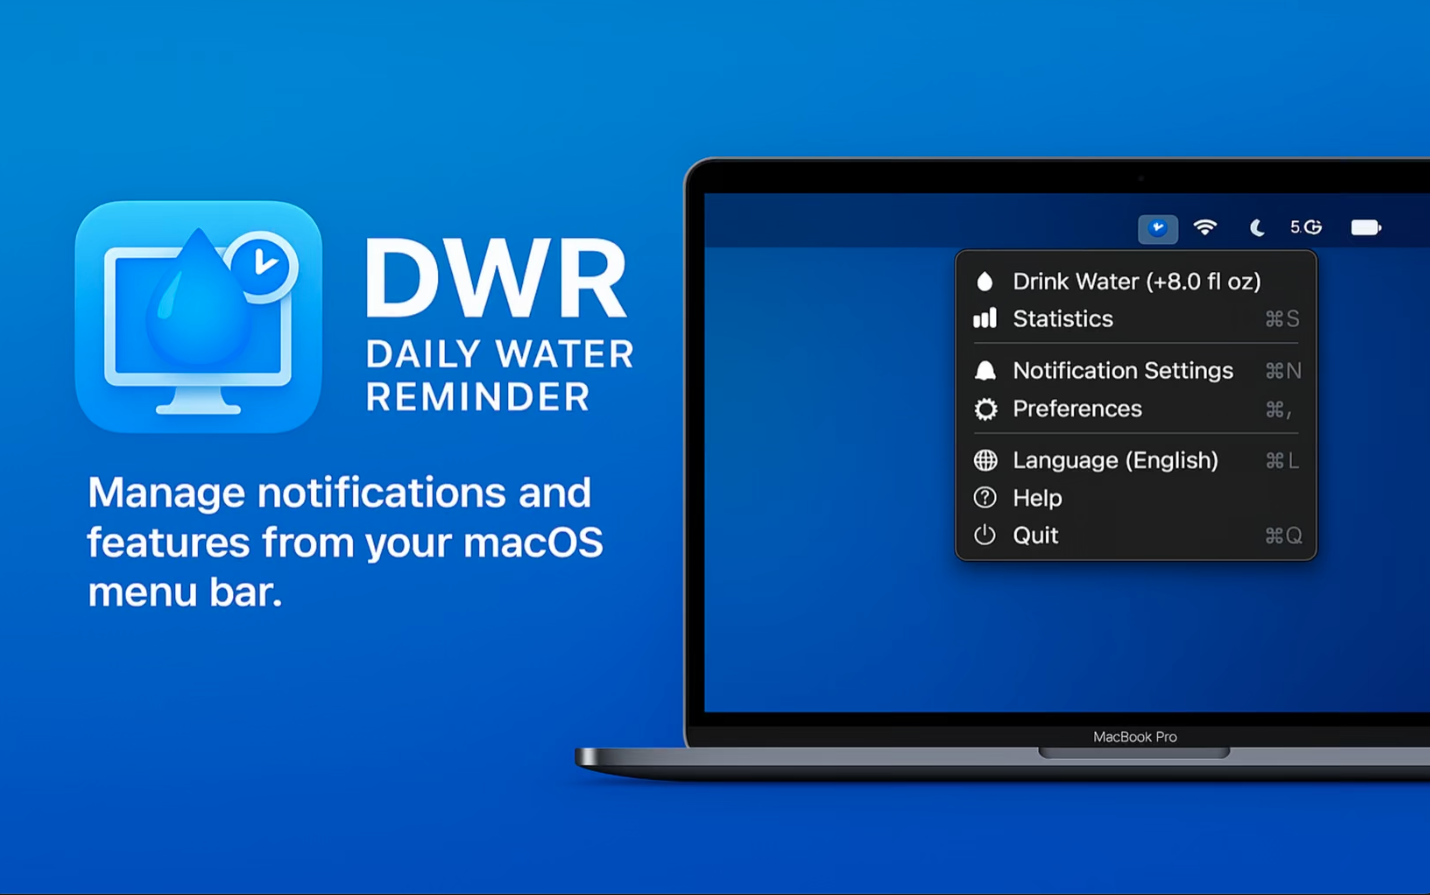 DWR
DAILY WATER
REMINDER
Manage notifications and
features from your macOS
menu bar.
Drink Water (+8.0 fl oz)
Statistics ⌘S
Notification Settings ⌘N
Preferences ⌘,
Language (English) ⌘L
Help
Quit ⌘Q
MacBook Pro